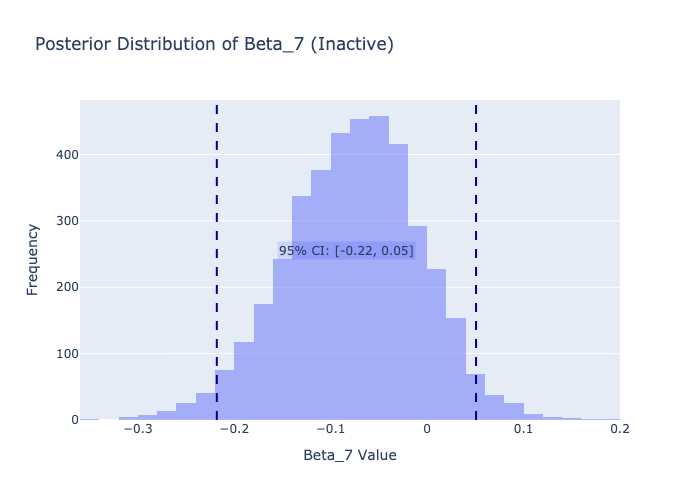 Posterior Distribution of Beta_7 (Inactive)
Frequency
400
300
200
100
0
95% CI: [-0.22, 0.05]
−0.3 −0.2 −0.1 0 0.1 0.2
Beta_7 Value